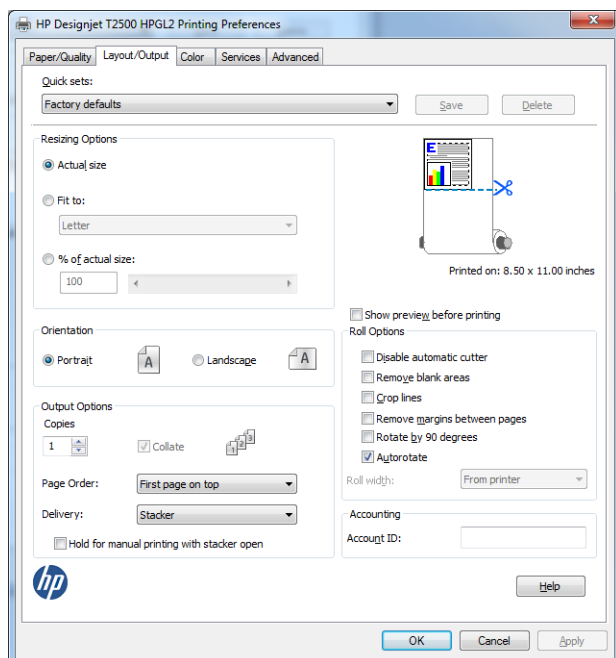 HP Designjet T2500 HPGL2 Printing Preferences
Paper/Quality
Layout/Output
Color
Services
Advanced
Quick sets:
Factory defaults
Save
Delete
Resizing Options
Actual size
Fit to:
Letter
% of actual size:
100
E
Printed on: 8.50 x 11.00 inches
Show preview before printing
Orientation
Portrait
A
Landscape
A
Roll Options
Disable automatic cutter
Remove blank areas
Crop lines
Remove margins between pages
Rotate by 90 degrees
Autorotate
Roll width:
From printer
Output Options
Copies
1
Collate
1 2 3
Page Order:
First page on top
Delivery:
Stacker
Hold for manual printing with stacker open
Accounting
Account ID:
hp
Help
OK
Cancel
Apply